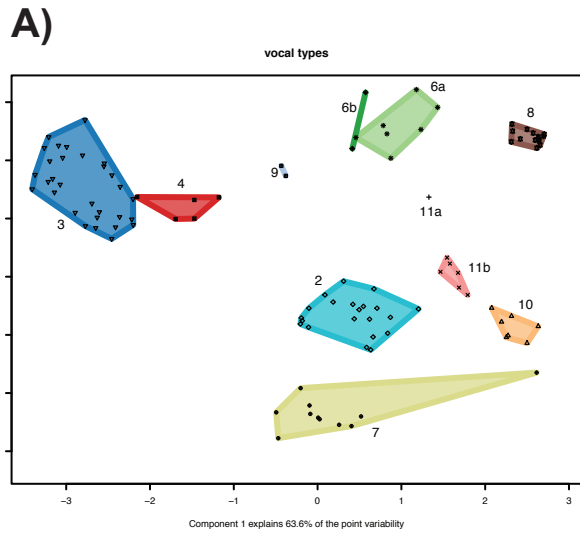 A)
vocal types
6a
6b
8
9
4
11a
3
11b
2
10
7
-3 -2 -1 0 1 2 3
Component 1 explains 63.6% of the point variability